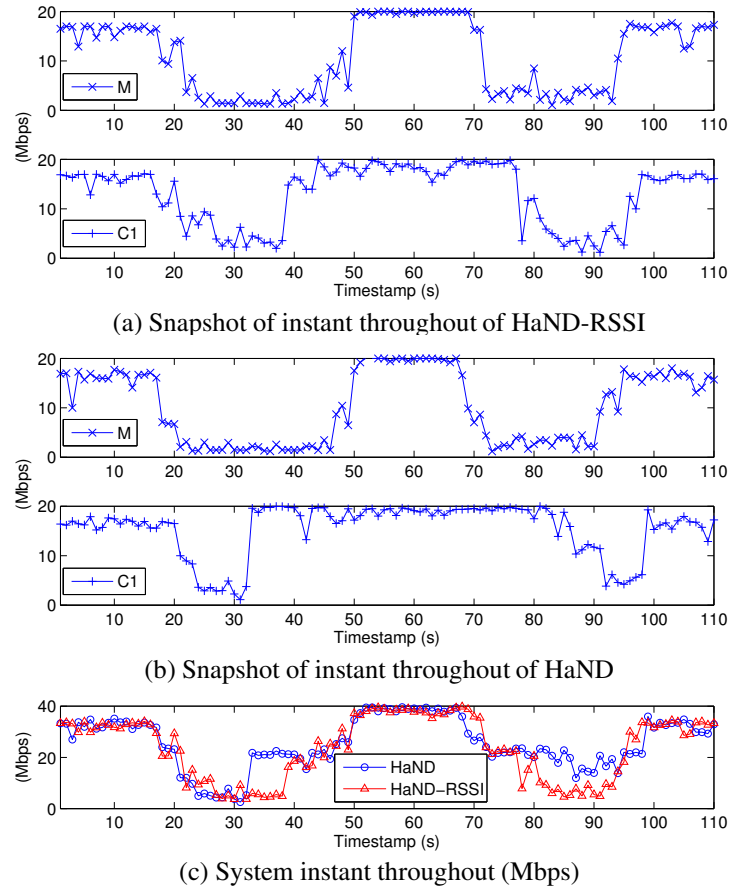 20
10
0
(Mbps)
M
10 20 30 40 50 60 70 80 90 100 110
20
10
0
C1
10 20 30 40 50 60 70 80 90 100 110
Timestamp (s)
(a) Snapshot of instant throughout of HaND-RSSI
20
10
0
(Mbps)
M
10 20 30 40 50 60 70 80 90 100 110
20
10
0
(Mbps)
C1
10 20 30 40 50 60 70 80 90 100 110
Timestamp (s)
(b) Snapshot of instant throughout of HaND
40
20
0
(Mbps)
HaND
HaND-RSSI
10 20 30 40 50 60 70 80 90 100 110
Timestamp (s)
(c) System instant throughout (Mbps)